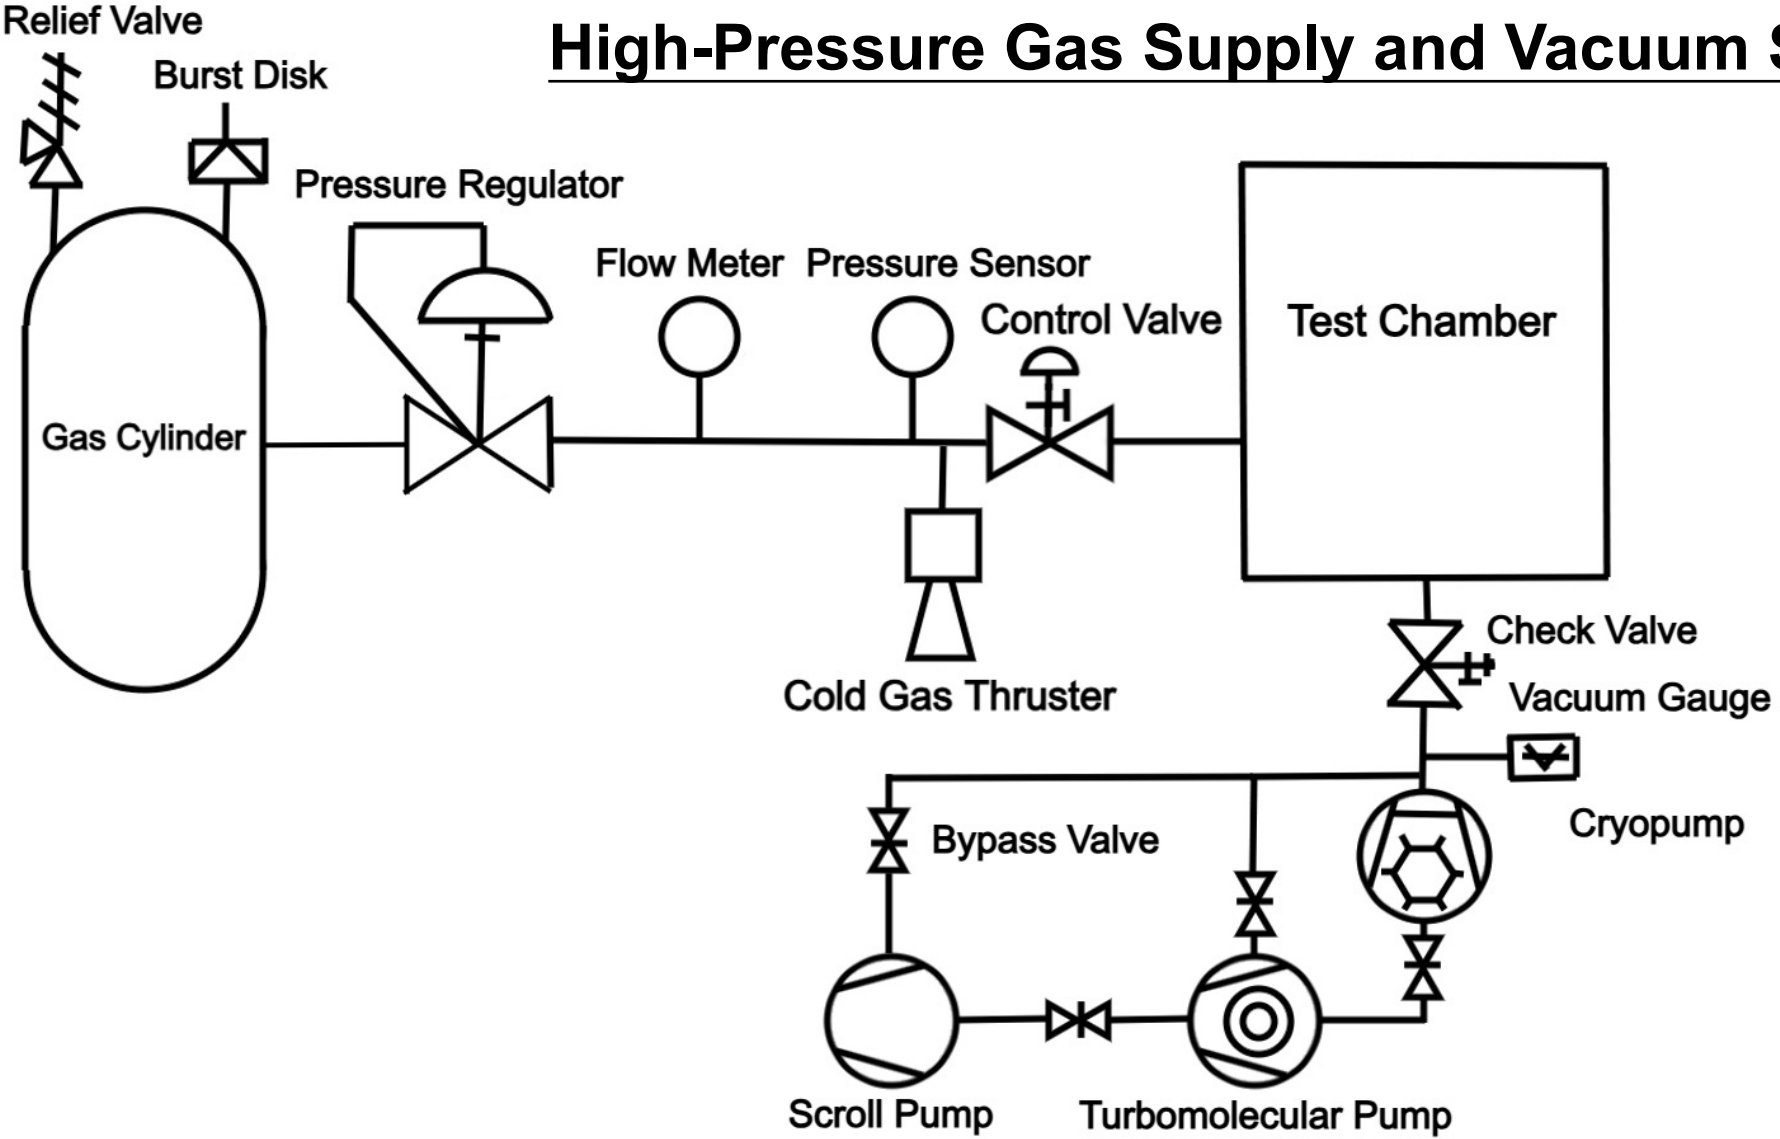 Relief Valve
High-Pressure Gas Supply and Vacuum
Burst Disk
Pressure Regulator
Flow Meter
Pressure Sensor
Control Valve
Test Chamber
Gas Cylinder
Check Valve
Cold Gas Thruster
Vacuum Gauge
Cryopump
Bypass Valve
Scroll Pump
Turbomolecular Pump